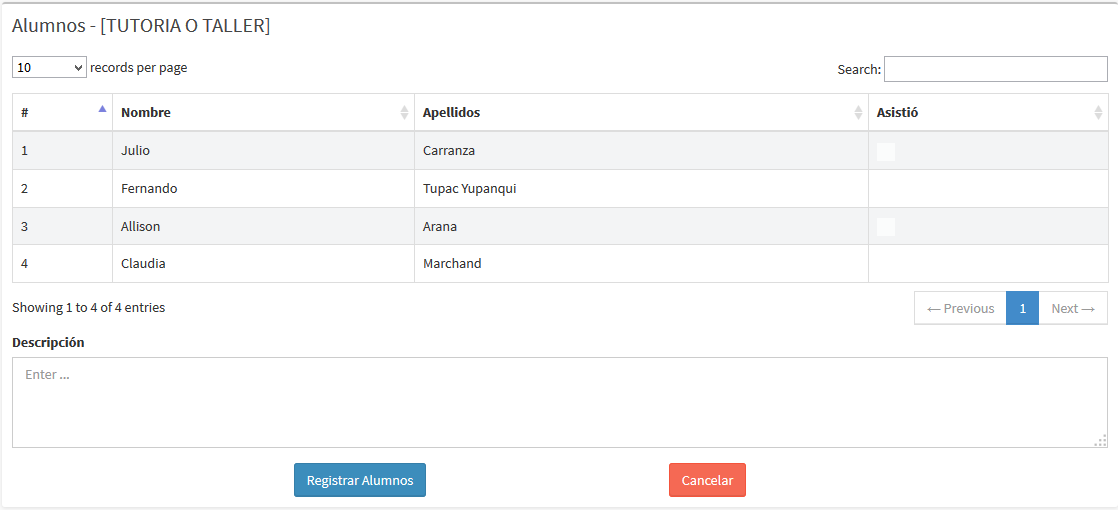 Alumnos - [TUTORIA O TALLER]
10 records per page Search:
# Nombre Apellidos Asistió
1 Julio Carranza
2 Fernando Tupac Yupanqui
3 Allison Arana
4 Claudia Marchand
Showing 1 to 4 of 4 entries ← Previous 1 Next →
Descripción
Enter ...
Registrar Alumnos Cancelar